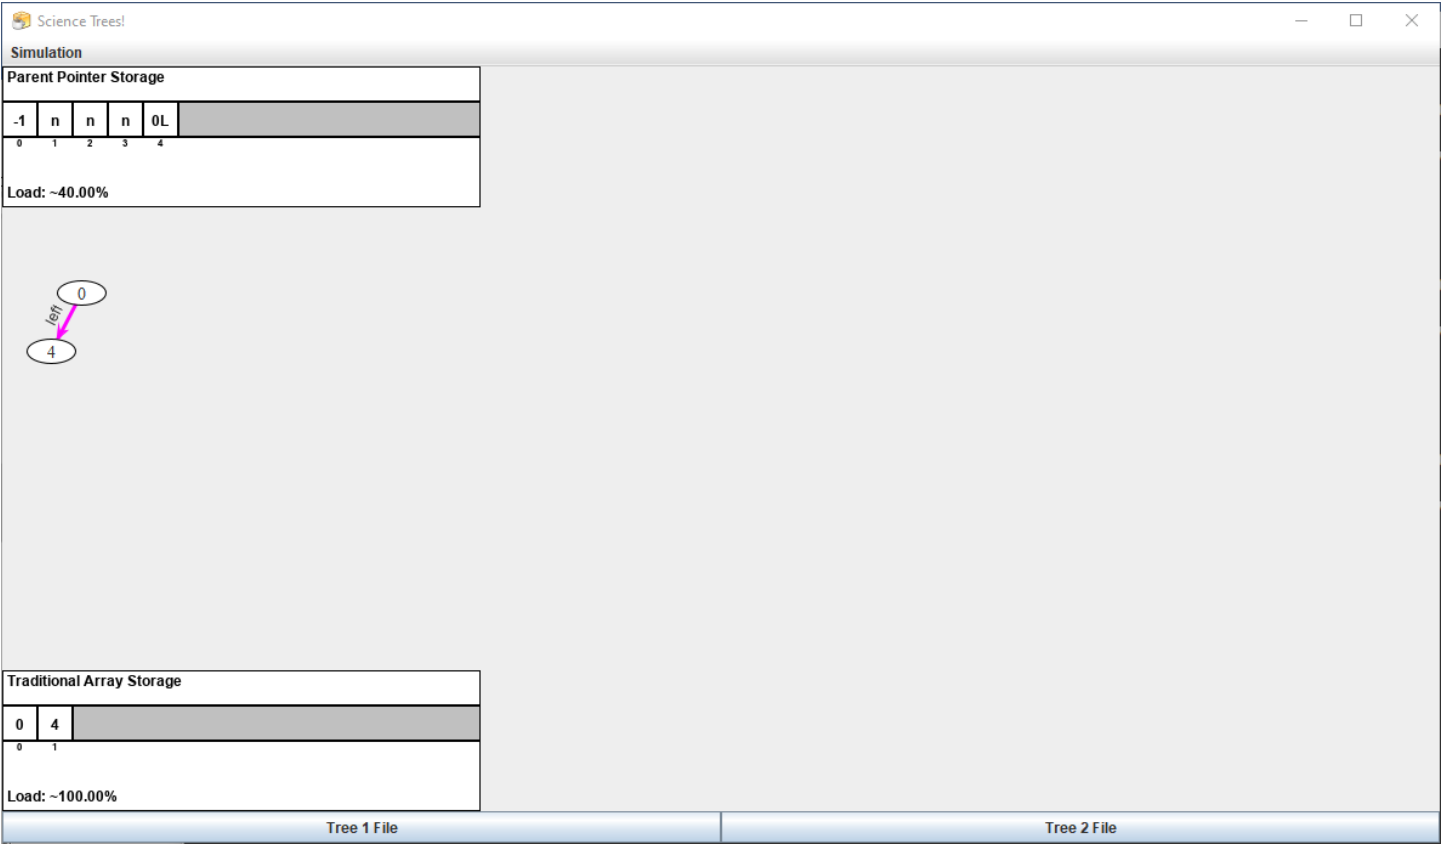 Science Trees!
Simulation
Parent Pointer Storage
-1 n n n 0L
0 1 2 3 4
Load: ~40.00%
0
left
4
Traditional Array Storage
0 4
0 1
Load: ~100.00%
Tree 1 File Tree 2 File